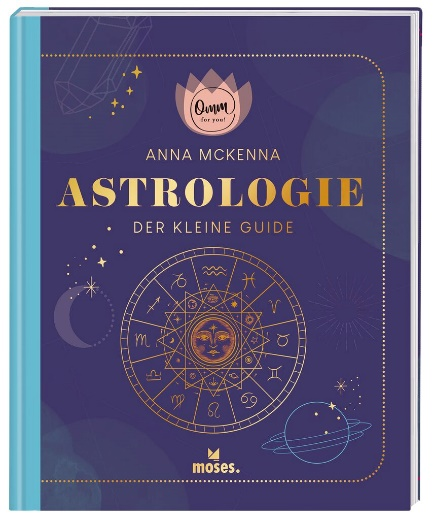 Omm
for you!
ANNA MCKENNA
ASTROLOGIE
DER KLEINE GUIDE
moses.